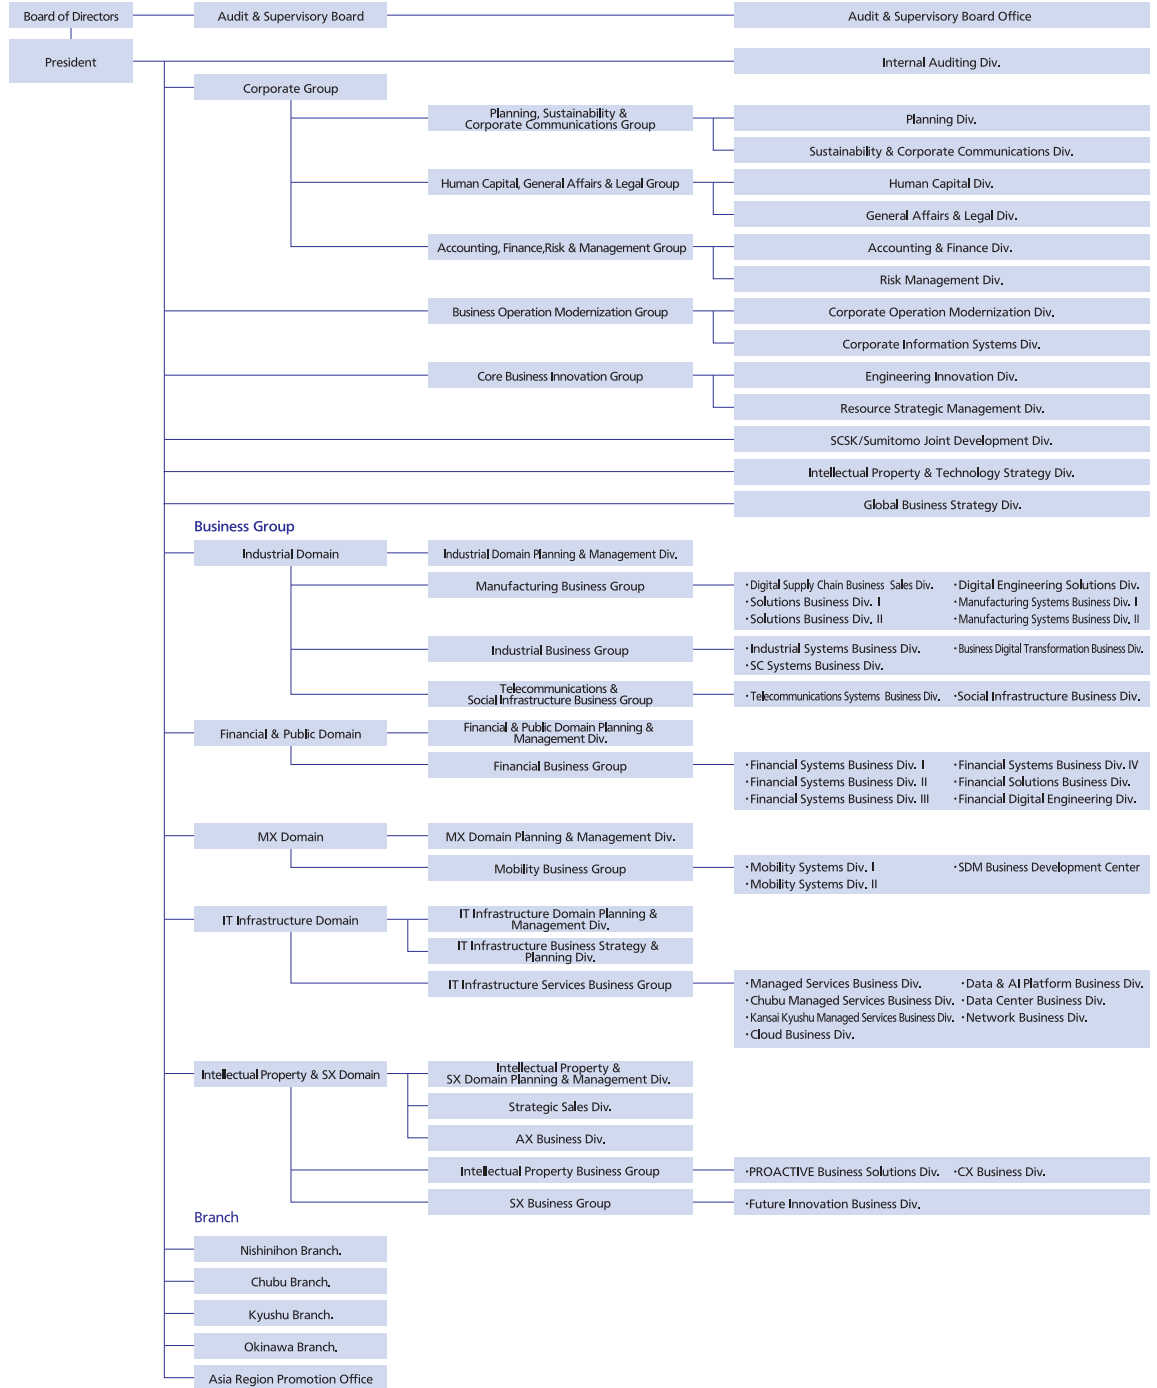 Board of Directors
Audit & Supervisory Board
Audit & Supervisory Board Office
President
Internal Auditing Div.
Corporate Group
Planning, Sustainability &
Corporate Communications Group
Planning Div.
Sustainability & Corporate Communications Div.
Human Capital, General Affairs & Legal Group
Human Capital Div.
General Affairs & Legal Div.
Accounting, Finance,Risk & Management Group
Accounting & Finance Div.
Risk Management Div.
Business Operation Modernization Group
Corporate Operation Modernization Div.
Corporate Information Systems Div.
Core Business Innovation Group
Engineering Innovation Div.
Resource Strategic Management Div.
SCSK/Sumitomo Joint Development Div.
Intellectual Property & Technology Strategy Div.
Global Business Strategy Div.
Business Group
Industrial Domain
Industrial Domain Planning & Management Div.
Manufacturing Business Group
・Digital Supply Chain Business Sales Div.
・Solutions Business Div. I
・Solutions Business Div. II
・Digital Engineering Solutions Div.
・Manufacturing Systems Business Div. I
・Manufacturing Systems Business Div. II
Industrial Business Group
・Industrial Systems Business Div.
・SC Systems Business Div.
・Business Digital Transformation Business Div.
Telecommunications &
Social Infrastructure Business Group
・Telecommunications Systems Business Div.
・Social Infrastructure Business Div.
Financial & Public Domain
Financial & Public Domain Planning &
Management Div.
Financial Business Group
・Financial Systems Business Div. I
・Financial Systems Business Div. II
・Financial Systems Business Div. III
・Financial Systems Business Div. IV
・Financial Solutions Business Div.
・Financial Digital Engineering Div.
MX Domain
MX Domain Planning & Management Div.
Mobility Business Group
・Mobility Systems Div. I
・Mobility Systems Div. II
・SDM Business Development Center
IT Infrastructure Domain
IT Infrastructure Domain Planning &
Management Div.
IT Infrastructure Business Strategy &
Planning Div.
IT Infrastructure Services Business Group
・Managed Services Business Div.
・Chubu Managed Services Business Div.
・Kansai Kyushu Managed Services Business Div.
・Cloud Business Div.
・Data & AI Platform Business Div.
・Data Center Business Div.
・Network Business Div.
Intellectual Property & SX Domain
Intellectual Property &
SX Domain Planning & Management Div.
Strategic Sales Div.
AX Business Div.
Intellectual Property Business Group
・PROACTIVE Business Solutions Div.
・CX Business Div.
SX Business Group
・Future Innovation Business Div.
Branch
Nishinihon Branch.
Chubu Branch.
Kyushu Branch.
Okinawa Branch.
Asia Region Promotion Office